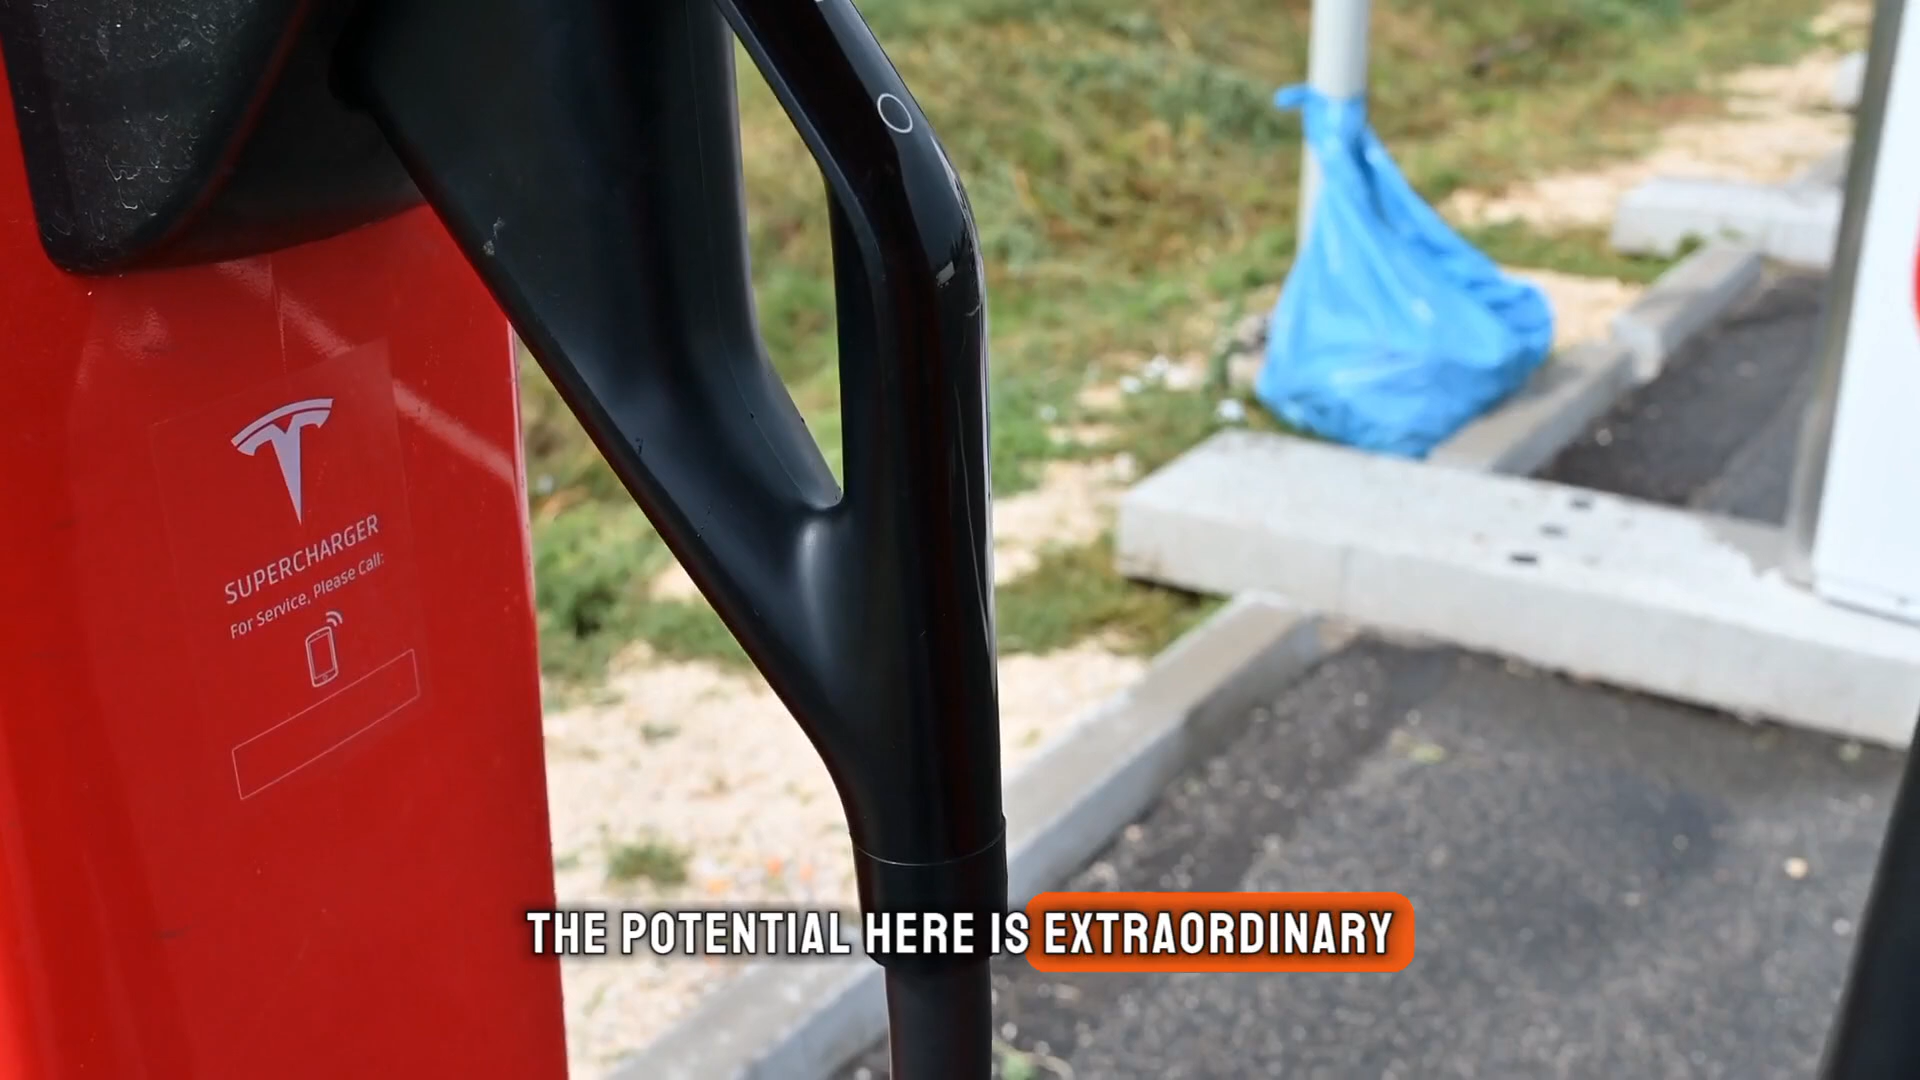 SUPERCHARGER
For Service, Please Call:
THE POTENTIAL HERE IS EXTRAORDINARY